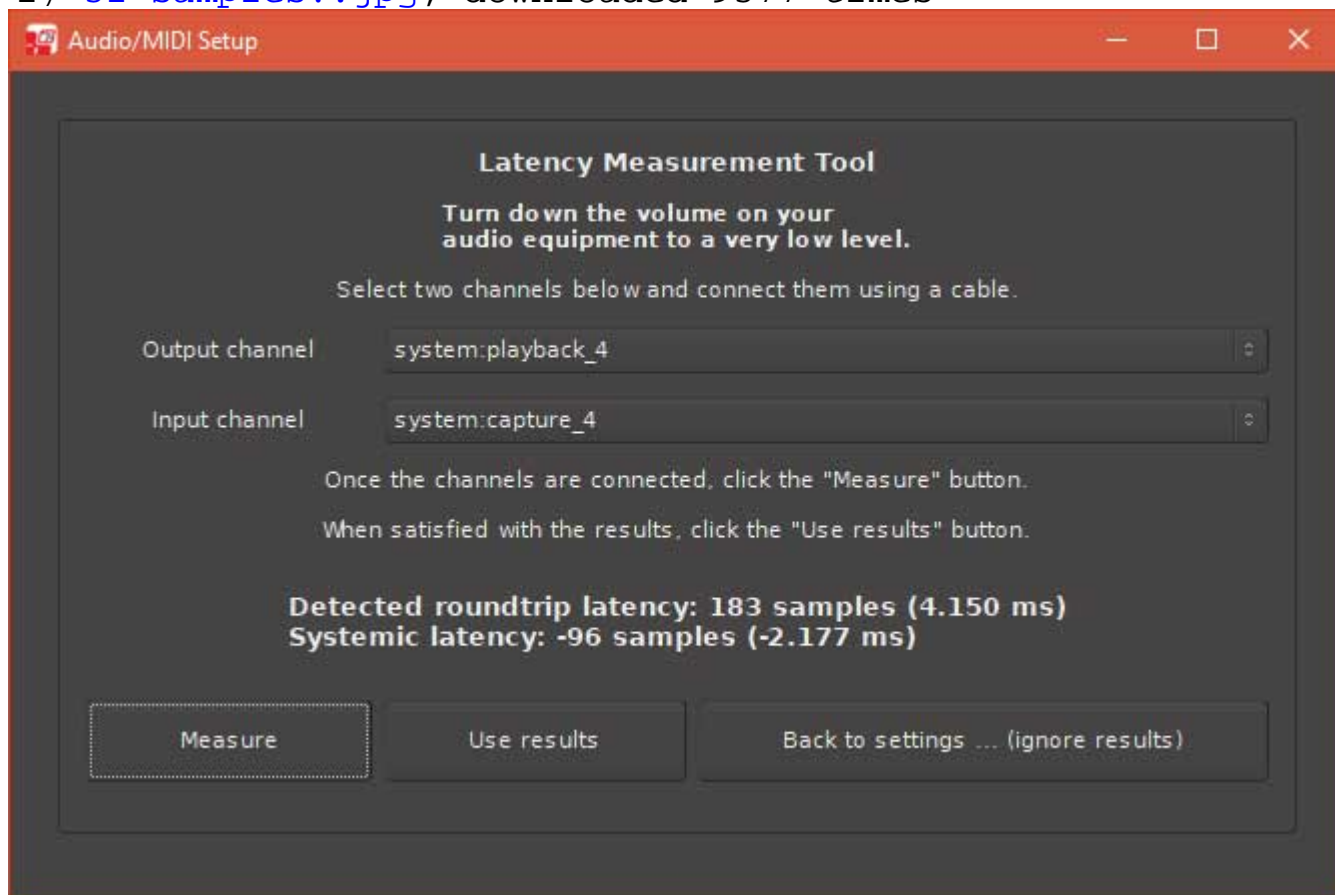 Audio/MIDI Setup
Latency Measurement Tool
Turn down the volume on your
audio equipment to a very low level.
Select two channels below and connect them using a cable.
Output channel system:playback_4
Input channel system:capture_4
Once the channels are connected, click the "Measure" button.
When satisfied with the results, click the "Use results" button.
Detected roundtrip latency: 183 samples (4.150 ms)
Systemic latency: -96 samples (-2.177 ms)
Measure Use results Back to settings ... (ignore results)